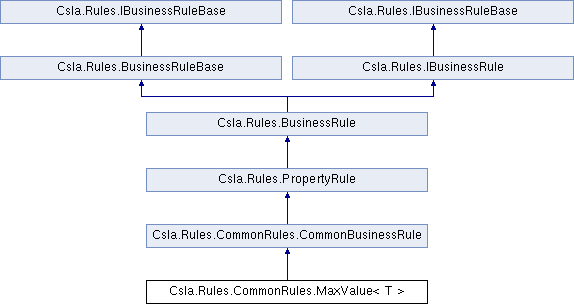 Csla.Rules.IBusinessRuleBase
Csla.Rules.IBusinessRuleBase
Csla.Rules.BusinessRuleBase
Csla.Rules.IBusinessRule
Csla.Rules.BusinessRule
Csla.Rules.PropertyRule
Csla.Rules.CommonRules.CommonBusinessRule
Csla.Rules.CommonRules.MaxValue< T >